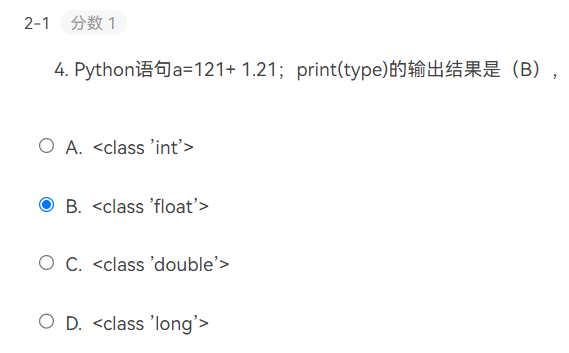 2-1 分数 1
4. Python语句a=121+ 1.21；print(type)的输出结果是（B）,
A. <class ’int’>
B. <class ’float’>
C. <class ’double’>
D. <class ’long’>